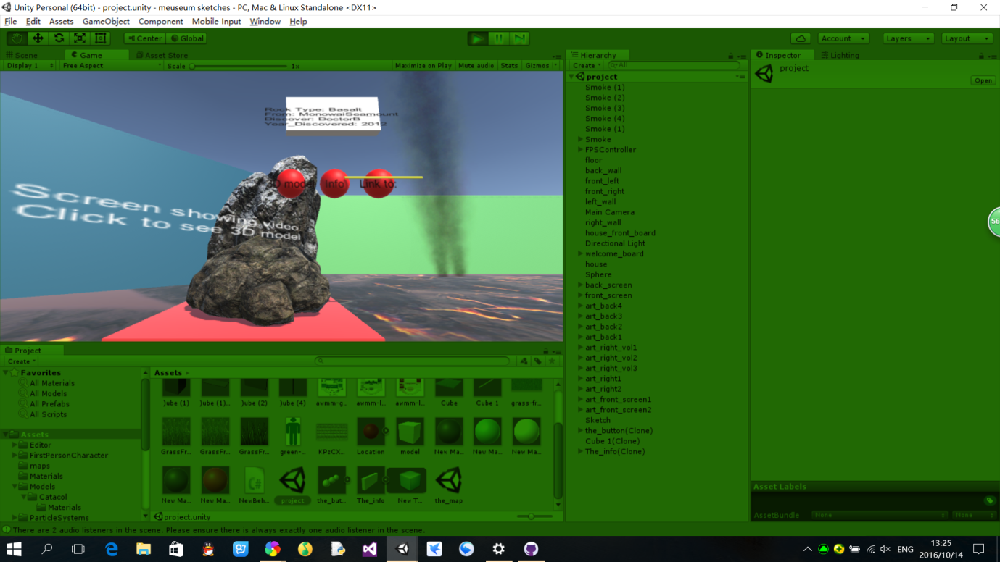 Unity Personal (64bit) - project.unity - meuseum sketches - PC, Mac & Linux Standalone <DX11>
File Edit Assets GameObject Component Mobile Input Window Help
Center Global Account Layers Layout
Scene Game Asset Store
Display 1 Free Aspect Scale 1x Maximize on Play Mute audio Stats Gizmos
Rock Type: Basalt
From: MonowaiSeamount
Discover: DoctorB
Year_Discovered: 2012
3D model Info Link to:
Screen showing video
Click to see 3D model
Hierarchy
Create All
project
Smoke (1)
Smoke (2)
Smoke (3)
Smoke (4)
Smoke (1)
Smoke
FPSController
floor
back_wall
front_left
front_right
left_wall
Main Camera
right_wall
house_front_board
Directional Light
welcome_board
house
Sphere
back_screen
front_screen
art_back4
art_back3
art_back2
art_back1
art_right_vol1
art_right_vol2
art_right_vol3
art_right1
art_right2
art_front_screen1
art_front_screen2
Sketch
the_button(Clone)
Cube 1(Clone)
The_info(Clone)
Inspector Lighting
project
Open
56
Asset Labels
AssetBundle None None
Project
Create
Favorites
All Materials
All Models
All Prefabs
All Scripts
Assets
Editor
FirstPersonCharacter
maps
Materials
Models
Catacol
Materials
ParticleSystems
Assets
Jube (1) Jube (1)... Jube (2) Jube (4) awmm-g... awmm-l... awmm-l... Cube Cube 1 grass-fr...
GrassFr... GrassFr... GrassFr... green-... KPzCX... Location model New Ma... New Ma... New Ma...
New Ma... New Ma... NewBeh... project the_but... The_info New T... the_map
C#
project.unity
There are 2 audio listeners in the scene. Please ensure there is always exactly one audio listener in the scene.
ENG
13:25
2016/10/14